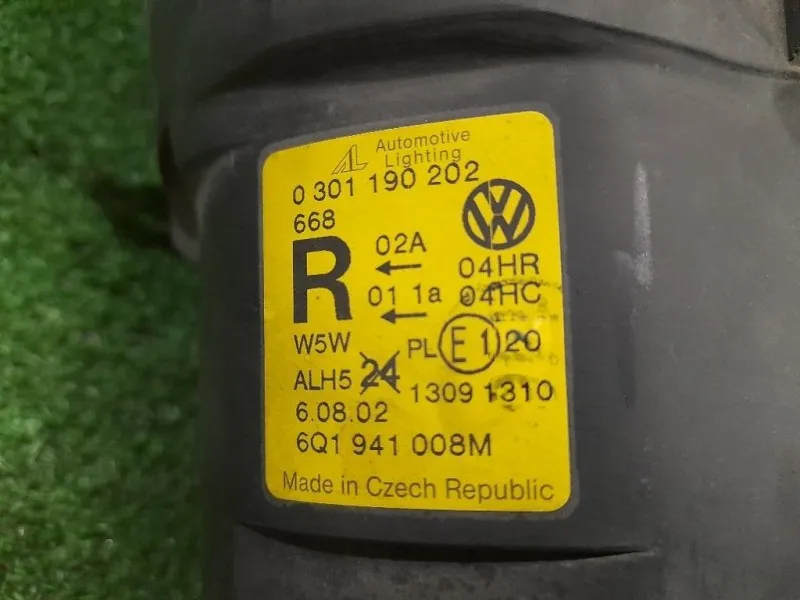 AL Automotive
Lighting
0 301 190 202
668
R 02A ← 04HR
01 1a ← 04HC
W5W PL E1 20
ALH5 24 1309 1310
6.08.02
6Q1 941 008M
Made in Czech Republic